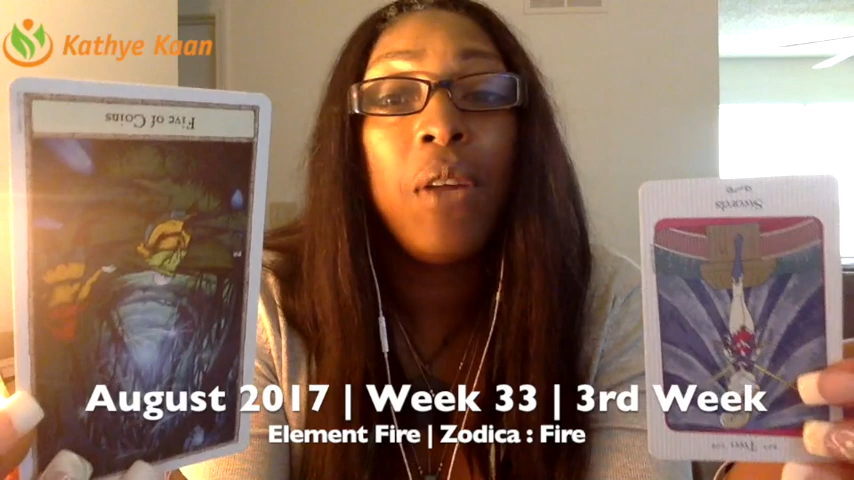 Kathye Kaan
Five of Coins
Swords
Two
August 2017 | Week 33 | 3rd Week
Element Fire | Zodica : Fire